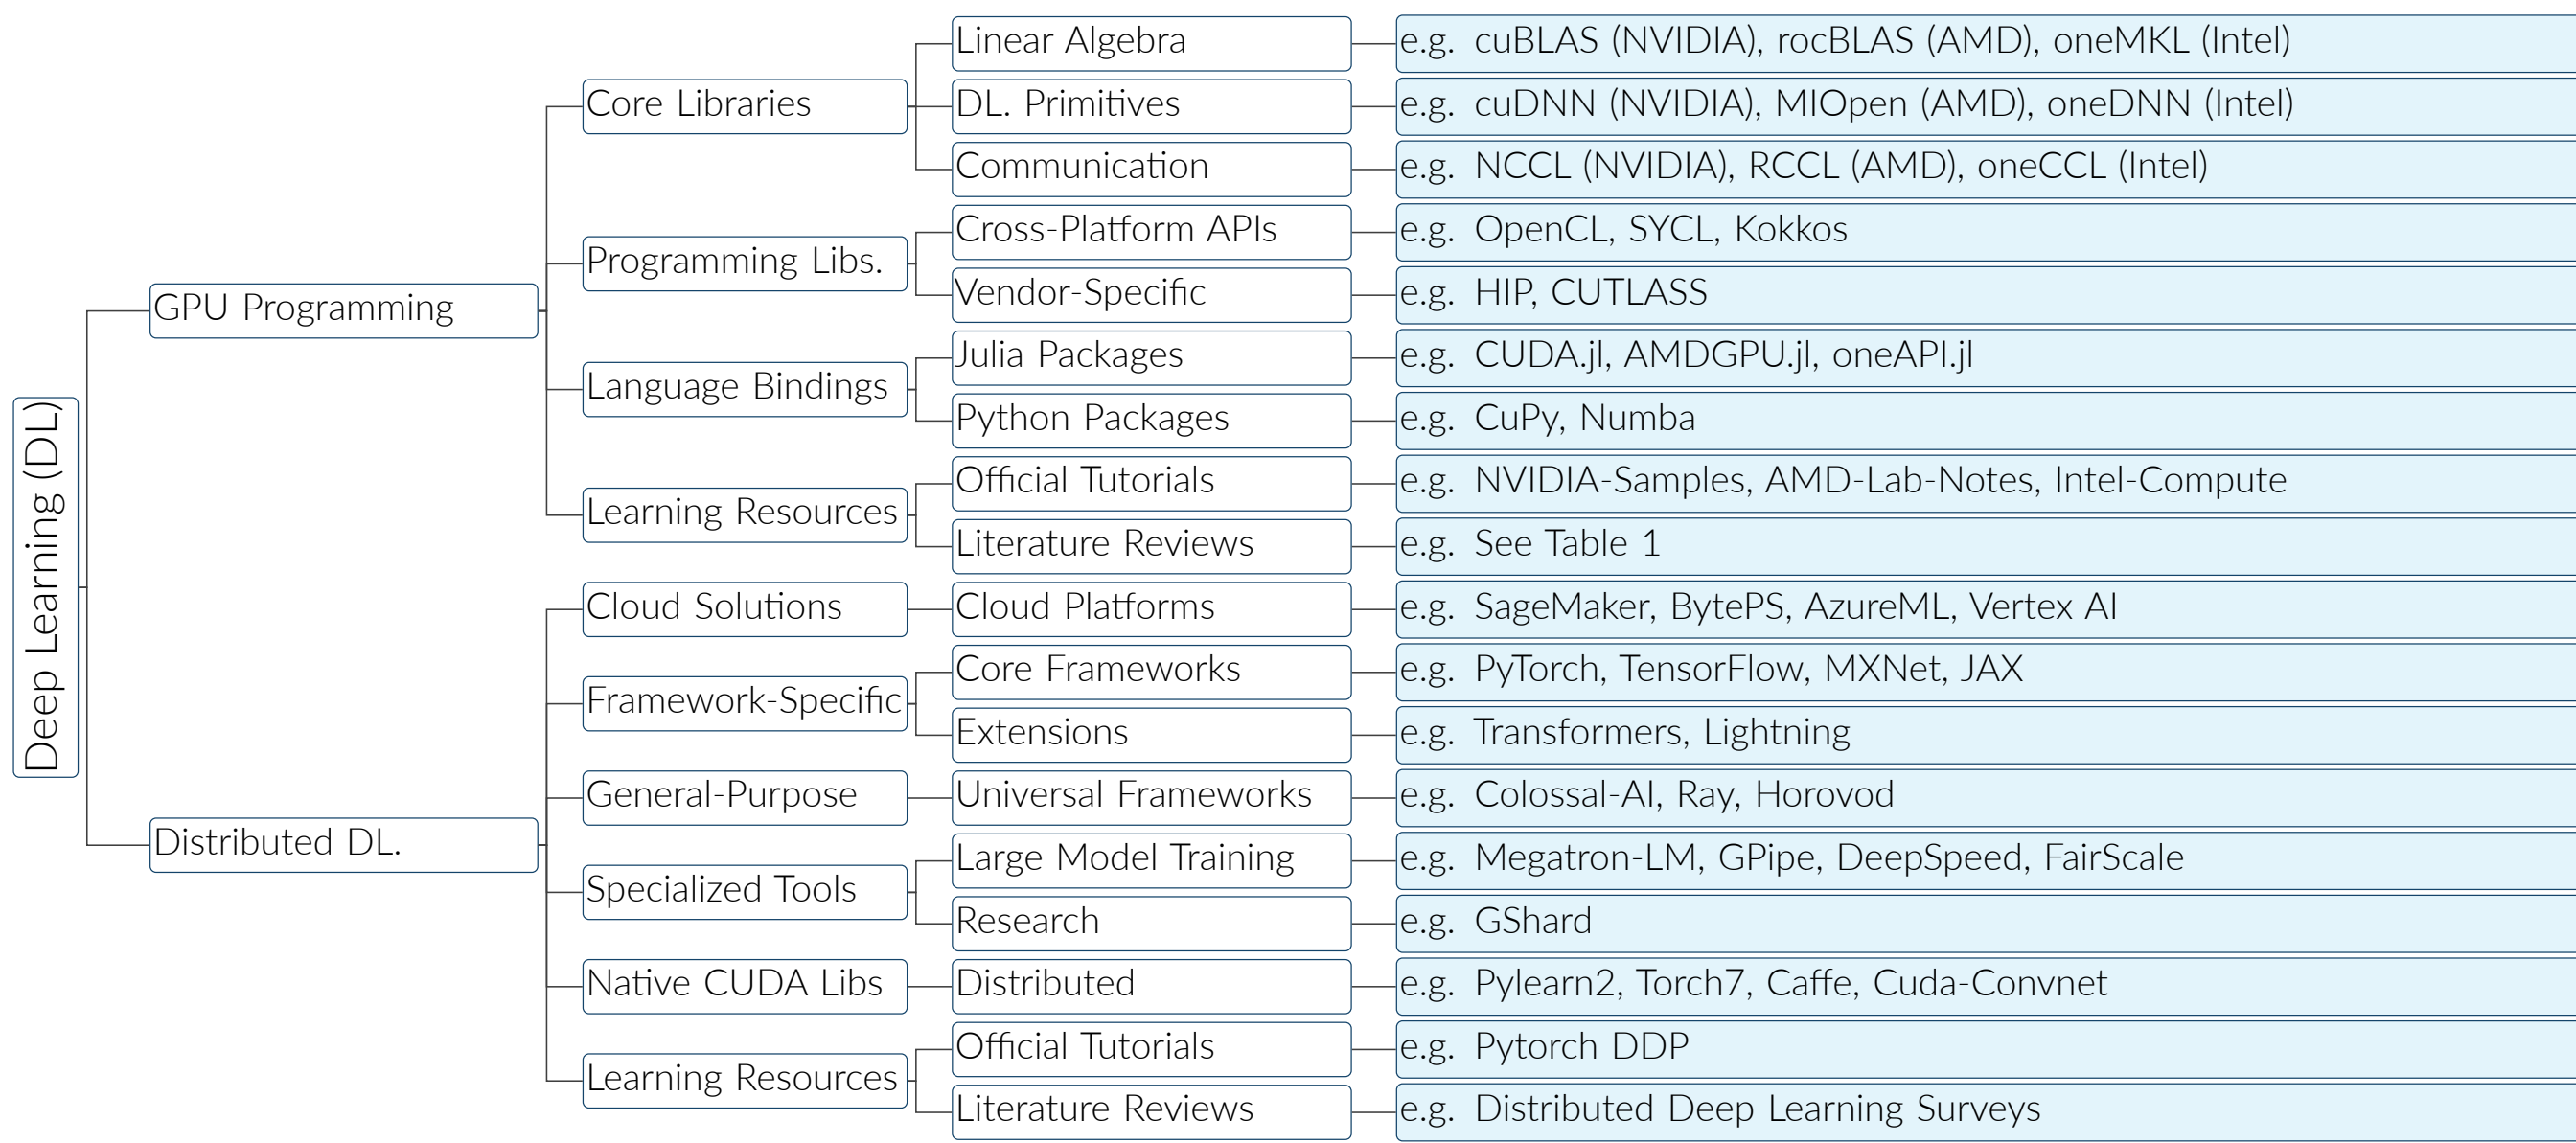 Deep Learning (DL)
GPU Programming
Core Libraries
Linear Algebra
e.g. cuBLAS (NVIDIA), rocBLAS (AMD), oneMKL (Intel)
DL. Primitives
e.g. cuDNN (NVIDIA), MIOpen (AMD), oneDNN (Intel)
Communication
e.g. NCCL (NVIDIA), RCCL (AMD), oneCCL (Intel)
Programming Libs.
Cross-Platform APIs
e.g. OpenCL, SYCL, Kokkos
Vendor-Specific
e.g. HIP, CUTLASS
Language Bindings
Julia Packages
e.g. CUDA.jl, AMDGPU.jl, oneAPI.jl
Python Packages
e.g. CuPy, Numba
Learning Resources
Official Tutorials
e.g. NVIDIA-Samples, AMD-Lab-Notes, Intel-Compute
Literature Reviews
e.g. See Table 1
Distributed DL.
Cloud Solutions
Cloud Platforms
e.g. SageMaker, BytePS, AzureML, Vertex AI
Framework-Specific
Core Frameworks
e.g. PyTorch, TensorFlow, MXNet, JAX
Extensions
e.g. Transformers, Lightning
General-Purpose
Universal Frameworks
e.g. Colossal-AI, Ray, Horovod
Specialized Tools
Large Model Training
e.g. Megatron-LM, GPipe, DeepSpeed, FairScale
Research
e.g. GShard
Native CUDA Libs
Distributed
e.g. Pylearn2, Torch7, Caffe, Cuda-Convnet
Learning Resources
Official Tutorials
e.g. Pytorch DDP
Literature Reviews
e.g. Distributed Deep Learning Surveys